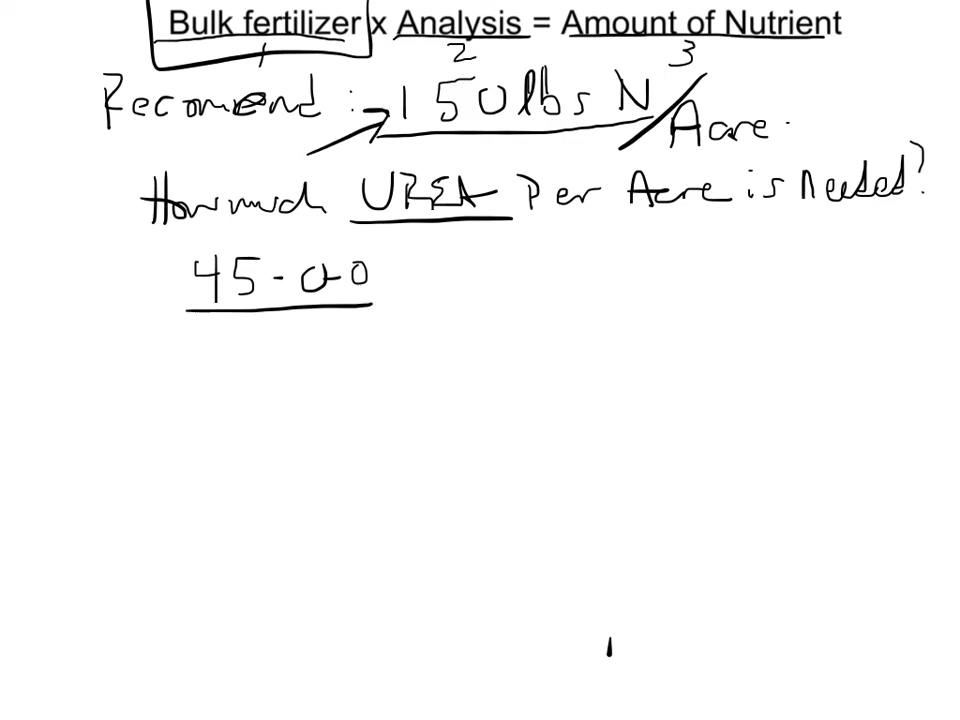 Bulk fertilizer x Analysis = Amount of Nutrient
1 2 3
Recomend : 150 lbs N / Acre.
How much UREA Per Acre is Needed?
45-0-0